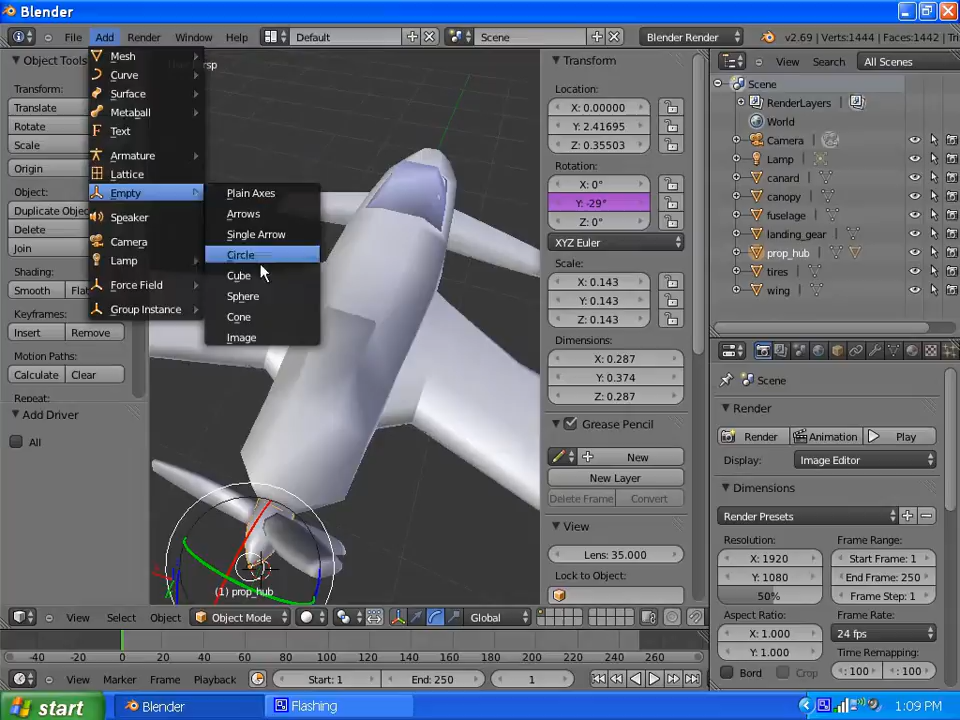 Blender
File Add Render Window Help Default Scene Blender Render v2.69 | Verts:1444 | Faces:1442 | Tri
Object Tools
Transform:
Translate
Rotate
Scale
Origin
Object:
Duplicate Obje
Delete
Join
Shading:
Smooth Flat
Keyframes:
Insert Remove
Motion Paths:
Calculate Clear
Repeat:
Add Driver
All
Mesh
Curve
Surface
Metaball
Text
Armature
Lattice
Empty
Speaker
Camera
Lamp
Force Field
Group Instance
Plain Axes
Arrows
Single Arrow
Circle
Cube
Sphere
Cone
Image
(1) prop_hub
Transform
Location:
X: 0.00000
Y: 2.41695
Z: 0.35503
Rotation:
X: 0°
Y: -29°
Z: 0°
XYZ Euler
Scale:
X: 0.143
Y: 0.143
Z: 0.143
Dimensions:
X: 0.287
Y: 0.374
Z: 0.287
Grease Pencil
New
New Layer
Delete Frame Convert
View
Lens: 35.000
Lock to Object:
View Search All Scenes
Scene
RenderLayers
World
Camera
Lamp
canard
canopy
fuselage
landing_gear
prop_hub
tires
wing
Scene
Render
Render Animation Play
Display: Image Editor
Dimensions
Render Presets
Resolution: Frame Range:
X: 1920 Start Frame: 1
Y: 1080 End Frame: 250
50% Frame Step: 1
Aspect Ratio: Frame Rate:
X: 1.000 24 fps
Y: 1.000 Time Remapping:
Bord Crop : 100 : 100
View Select Object Object Mode Global
-40 -20 0 20 40 60 80 100 120 140 160 180 200 220 240 260
View Marker Frame Playback Start: 1 End: 250 1
start Blender Flashing 1:09 PM